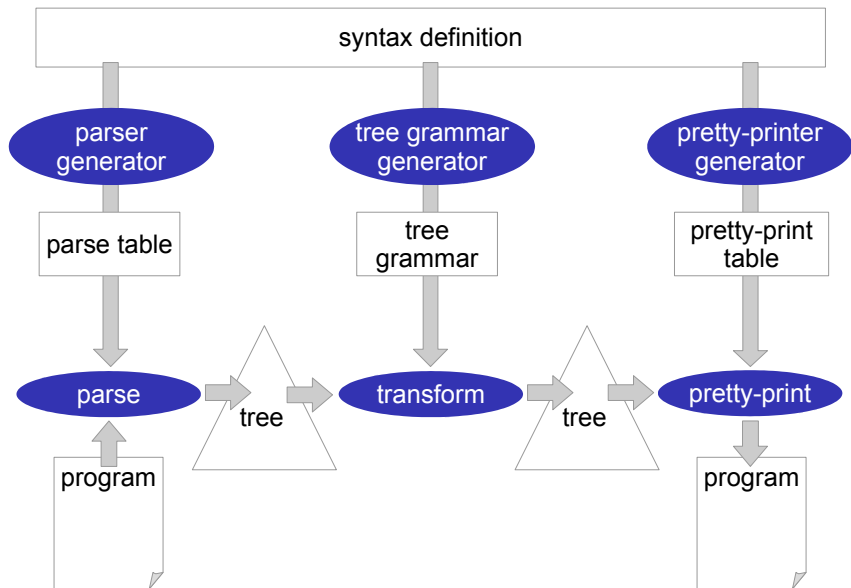 syntax definition
parser
generator
tree grammar
generator
pretty-printer
generator
parse table
tree
grammar
pretty-print
table
parse
tree
transform
tree
pretty-print
program
program